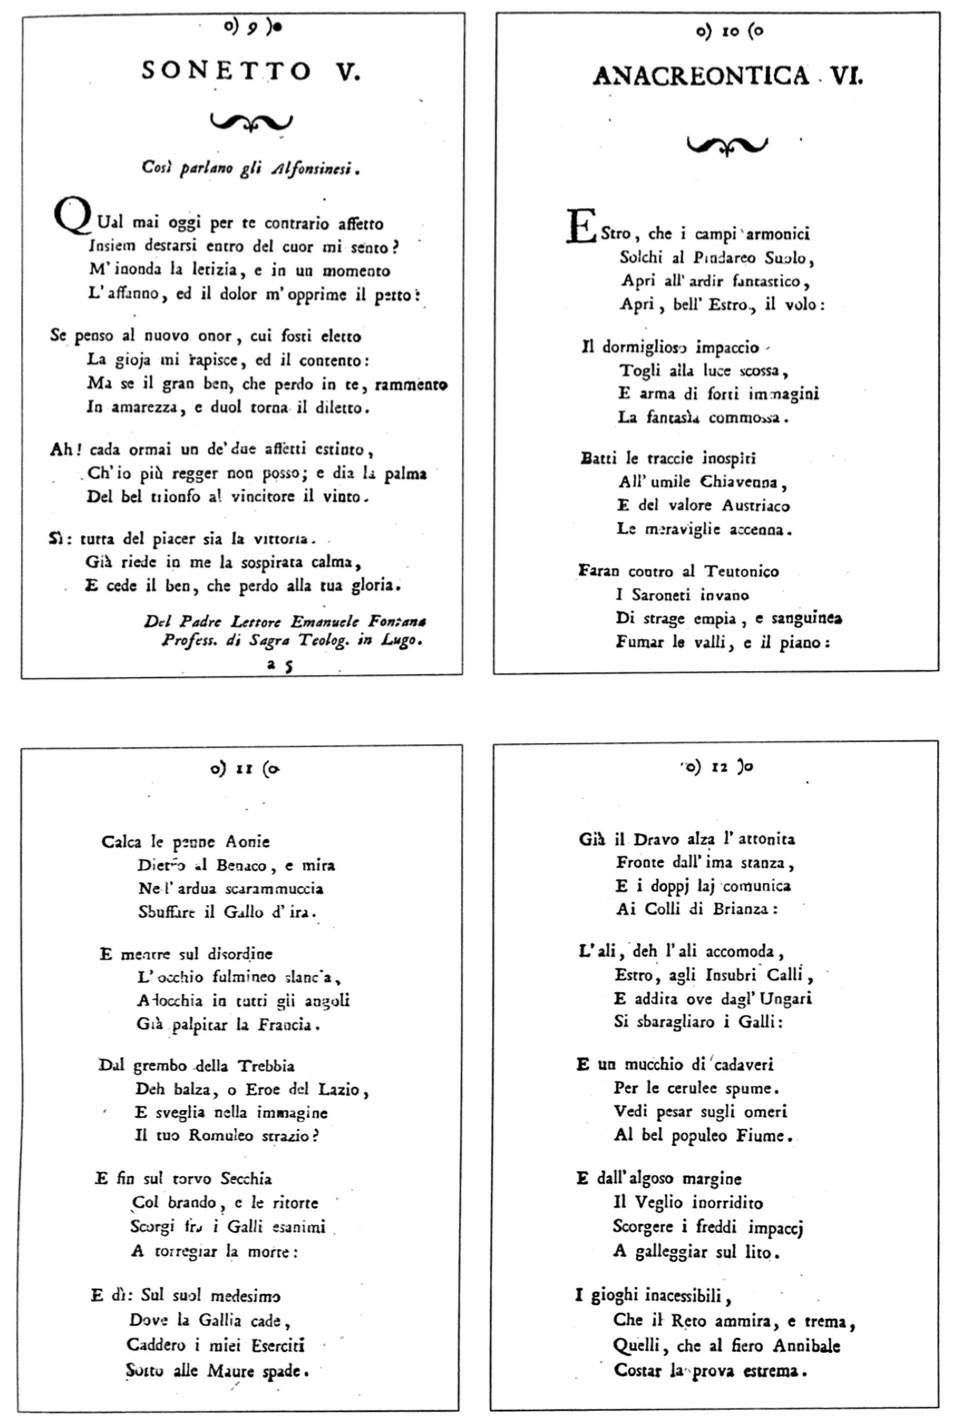 o) 9 )o
SONETTO V.
Così parlano gli Alfonsinesi.
QUal mai oggi per te contrario affetto
Insiem destarsi entro del cuor mi sento?
M'inonda la letizia, e in un momento
L'affanno, ed il dolor m'opprime il petto:
Se penso al nuovo onor, cui fosti eletto
La gioja mi rapisce, ed il contento:
Ma se il gran ben, che perdo in te, rammento
In amarezza, e duol torna il diletto.
Ah! cada ormai un de'due affetti estinto,
Ch'io più regger non posso; e dia la palma
Del bel trionfo al vincitore il vinto.
Sì: tutta del piacer sia la vittoria.
Già riede in me la sospirata calma,
E cede il ben, che perdo alla tua gloria.
Del Padre Lettore Emanuele Fontana
Profess. di Sagra Teolog. in Lugo.
a 5
o) 10 (o
ANACREONTICA VI.
EStro, che i campi armonici
Solchi al Pindareo Suolo,
Apri all'ardir fantastico,
Apri, bell'Estro, il volo:
Il dormiglioso impaccio
Togli alla luce scossa,
E arma di forti immagini
La fantasìa commossa.
Batti le traccie inospiti
All'umile Chiavenna,
E del valore Austriaco
Le meraviglie accenna.
Faran contro al Teutonico
I Saroneti invano
Di strage empia, e sanguinea
Fumar le valli, e il piano:
o) 11 (o
Calca le penne Aonie
Dietro al Benaco, e mira
Nell'ardua scarammuccia
Sbuffare il Gallo d'ira.
E mentre sul disordine
L'occhio fulmineo slancia,
Adocchia in tutti gli angoli
Già palpitar la Francia.
Dal grembo della Trebbia
Deh balza, o Eroe del Lazio,
E sveglia nella immagine
Il tuo Romuleo strazio?
E fin sul torvo Secchia
Col brando, e le ritorte
Scorgi fra i Galli esanimi
A torregiar la morte:
E dì: Sul suol medesimo
Dove la Gallia cade,
Caddero i miei Eserciti
Sotto alle Maure spade.
o) 12 )o
Già il Dravo alza l'attonita
Fronte dall'ima stanza,
E i doppj laj comunica
Ai Colli di Brianza:
L'ali, deh l'ali accomoda,
Estro, agli Insubri Calli,
E addita ove dagl'Ungari
Si sbaragliaro i Galli:
E un mucchio di cadaveri
Per le cerulee spume.
Vedi pesar sugli omeri
Al bel populeo Fiume.
E dall'algoso margine
Il Veglio inorridito
Scorgere i freddi impaccj
A galleggiar sul lito.
I gioghi inacessibili,
Che il Reto ammira, e trema,
Quelli, che al fiero Annibale
Costar la prova estrema.